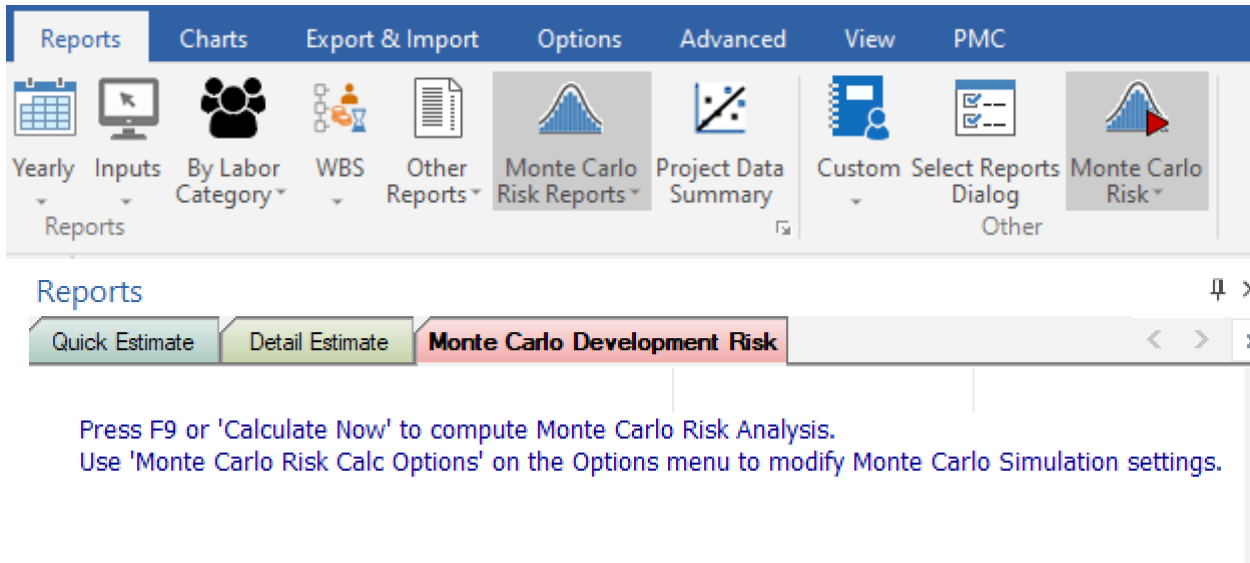 Reports Charts Export & Import Options Advanced View PMC
Yearly Inputs By Labor Category WBS Other Reports Monte Carlo Risk Reports Project Data Summary Custom Select Reports Dialog Monte Carlo Risk
Reports Other
Reports
Quick Estimate Detail Estimate Monte Carlo Development Risk
Press F9 or 'Calculate Now' to compute Monte Carlo Risk Analysis.
Use 'Monte Carlo Risk Calc Options' on the Options menu to modify Monte Carlo Simulation settings.